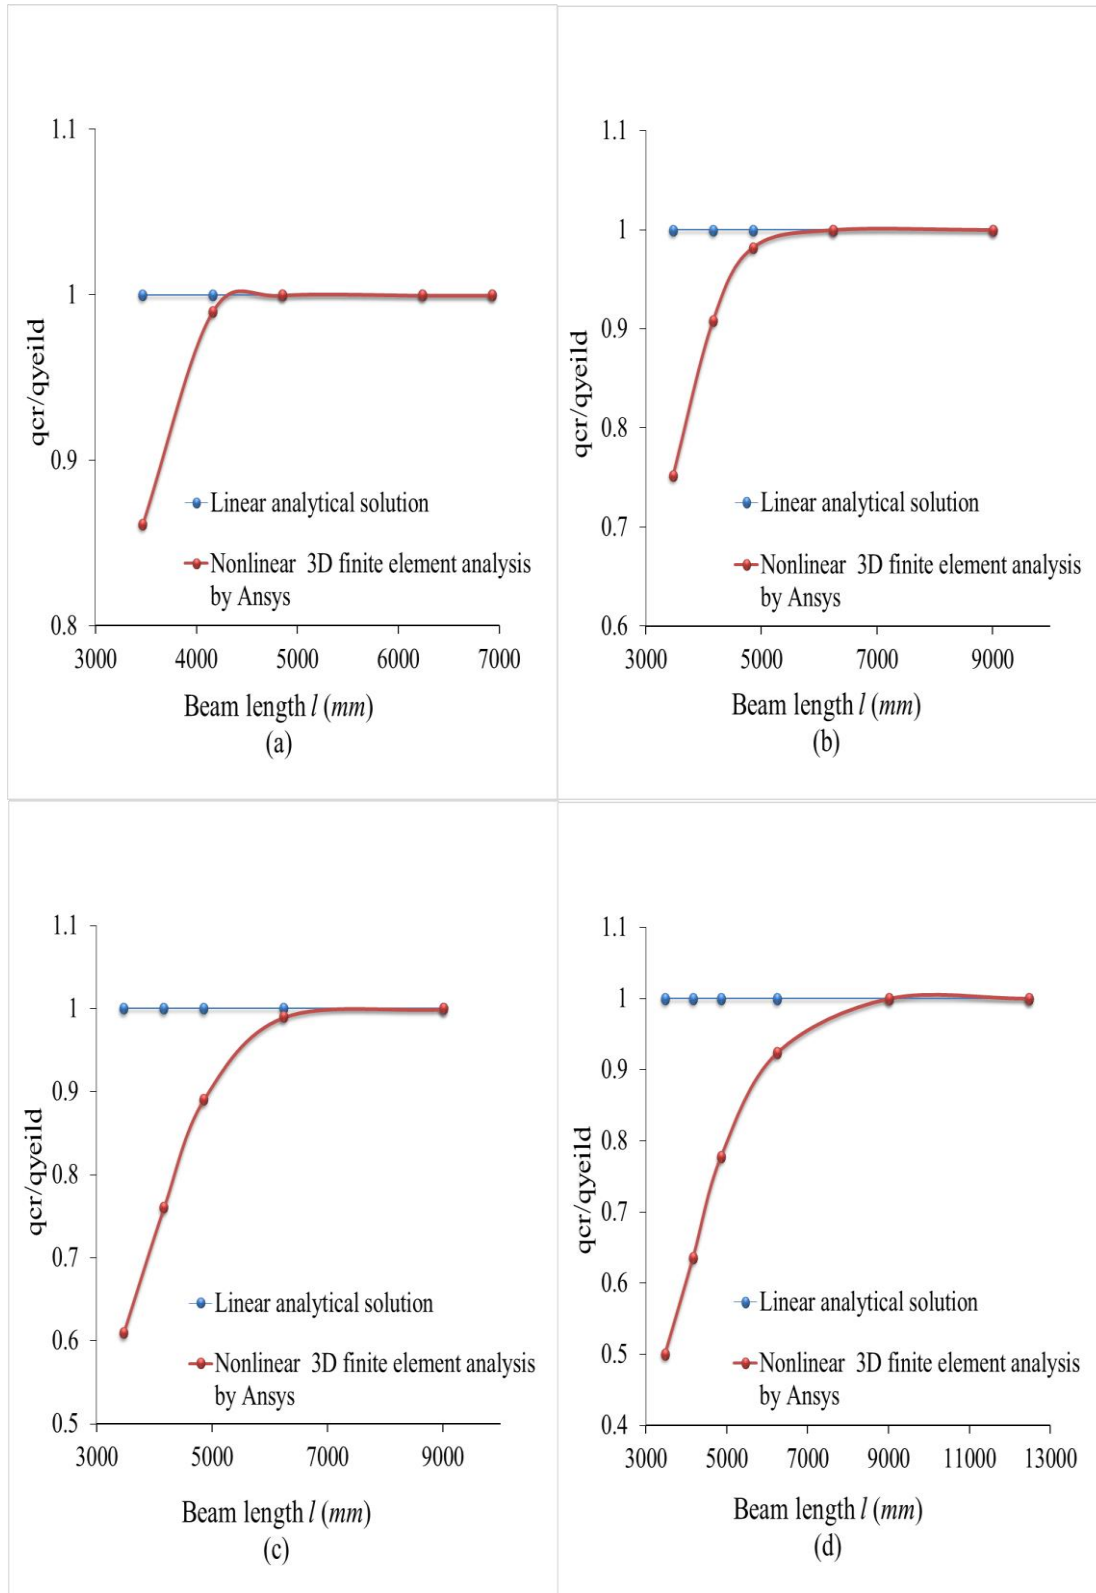 1.1
1
0.9
0.8
qcr/qyeild
Linear analytical solution
Nonlinear 3D finite element analysis
by Ansys
3000 4000 5000 6000 7000
Beam length l (mm)
(a)
1.1
1
0.9
0.8
0.7
0.6
qcr/qyeild
Linear analytical solution
Nonlinear 3D finite element analysis
by Ansys
3000 5000 7000 9000
Beam length l (mm)
(b)
1.1
1
0.9
0.8
0.7
0.6
0.5
qcr/qyeild
Linear analytical solution
Nonlinear 3D finite element analysis
by Ansys
3000 5000 7000 9000
Beam length l (mm)
(c)
1.1
1
0.9
0.8
0.7
0.6
0.5
0.4
qcr/qyeild
Linear analytical solution
Nonlinear 3D finite element analysis
by Ansys
3000 5000 7000 9000 11000 13000
Beam length l (mm)
(d)